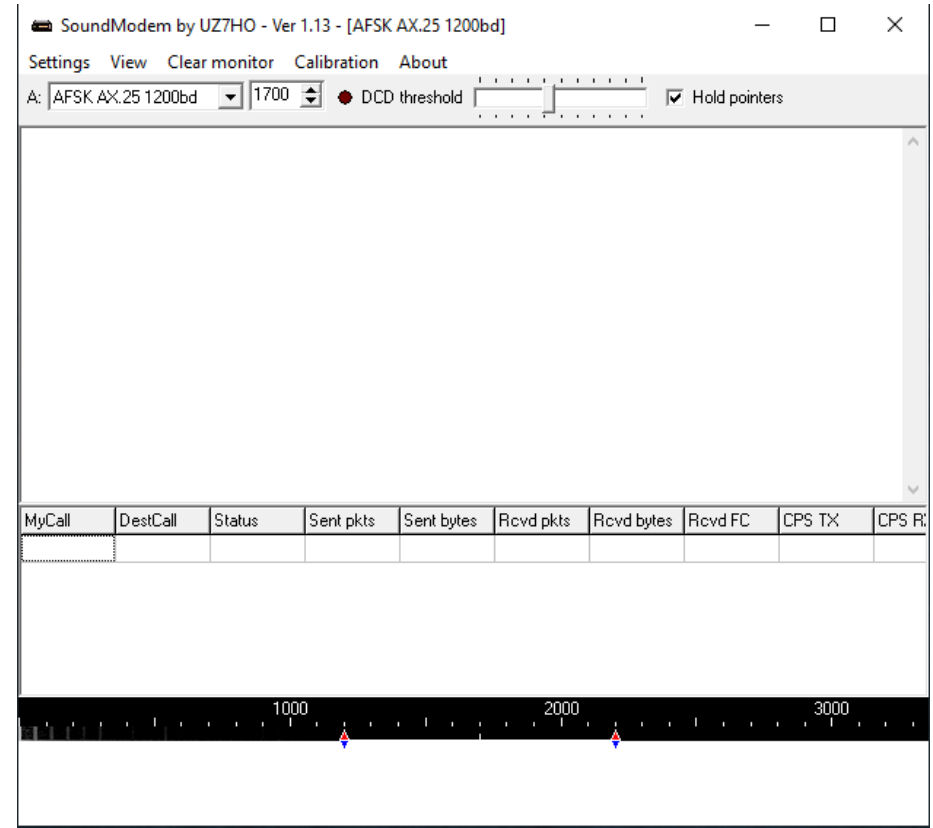 SoundModem by UZ7HO - Ver 1.13 - [AFSK AX.25 1200bd]
Settings View Clear monitor Calibration About
A: AFSK AX.25 1200bd 1700 DCD threshold Hold pointers
MyCall DestCall Status Sent pkts Sent bytes Rcvd pkts Rcvd bytes Rcvd FC CPS TX CPS
1000 2000 3000